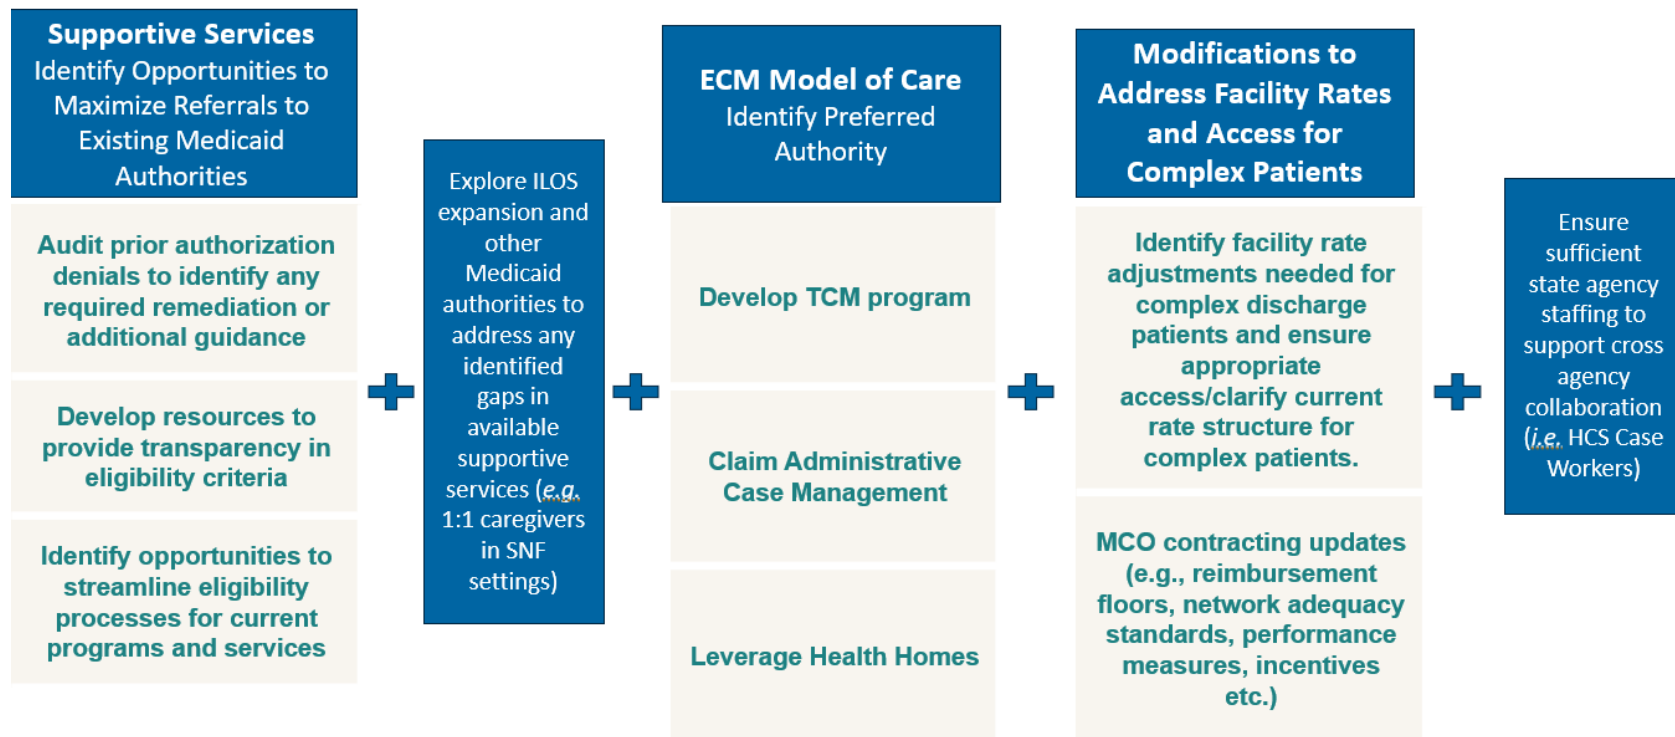 Supportive Services
Identify Opportunities to
Maximize Referrals to
Existing Medicaid
Authorities
Audit prior authorization
denials to identify any
required remediation or
additional guidance
Develop resources to
provide transparency in
eligibility criteria
Identify opportunities to
streamline eligibility
processes for current
programs and services
Explore ILOS
expansion and
other
Medicaid
authorities to
address any
identified
gaps in
available
supportive
services (e.g.
1:1 caregivers
in SNF
settings)
ECM Model of Care
Identify Preferred
Authority
Develop TCM program
Claim Administrative
Case Management
Leverage Health Homes
Modifications to
Address Facility Rates
and Access for
Complex Patients
Identify facility rate
adjustments needed for
complex discharge
patients and ensure
appropriate
access/clarify current
rate structure for
complex patients.
MCO contracting updates
(e.g., reimbursement
floors, network adequacy
standards, performance
measures, incentives
etc.)
Ensure
sufficient
state agency
staffing to
support cross
agency
collaboration
(i.e. HCS Case
Workers)